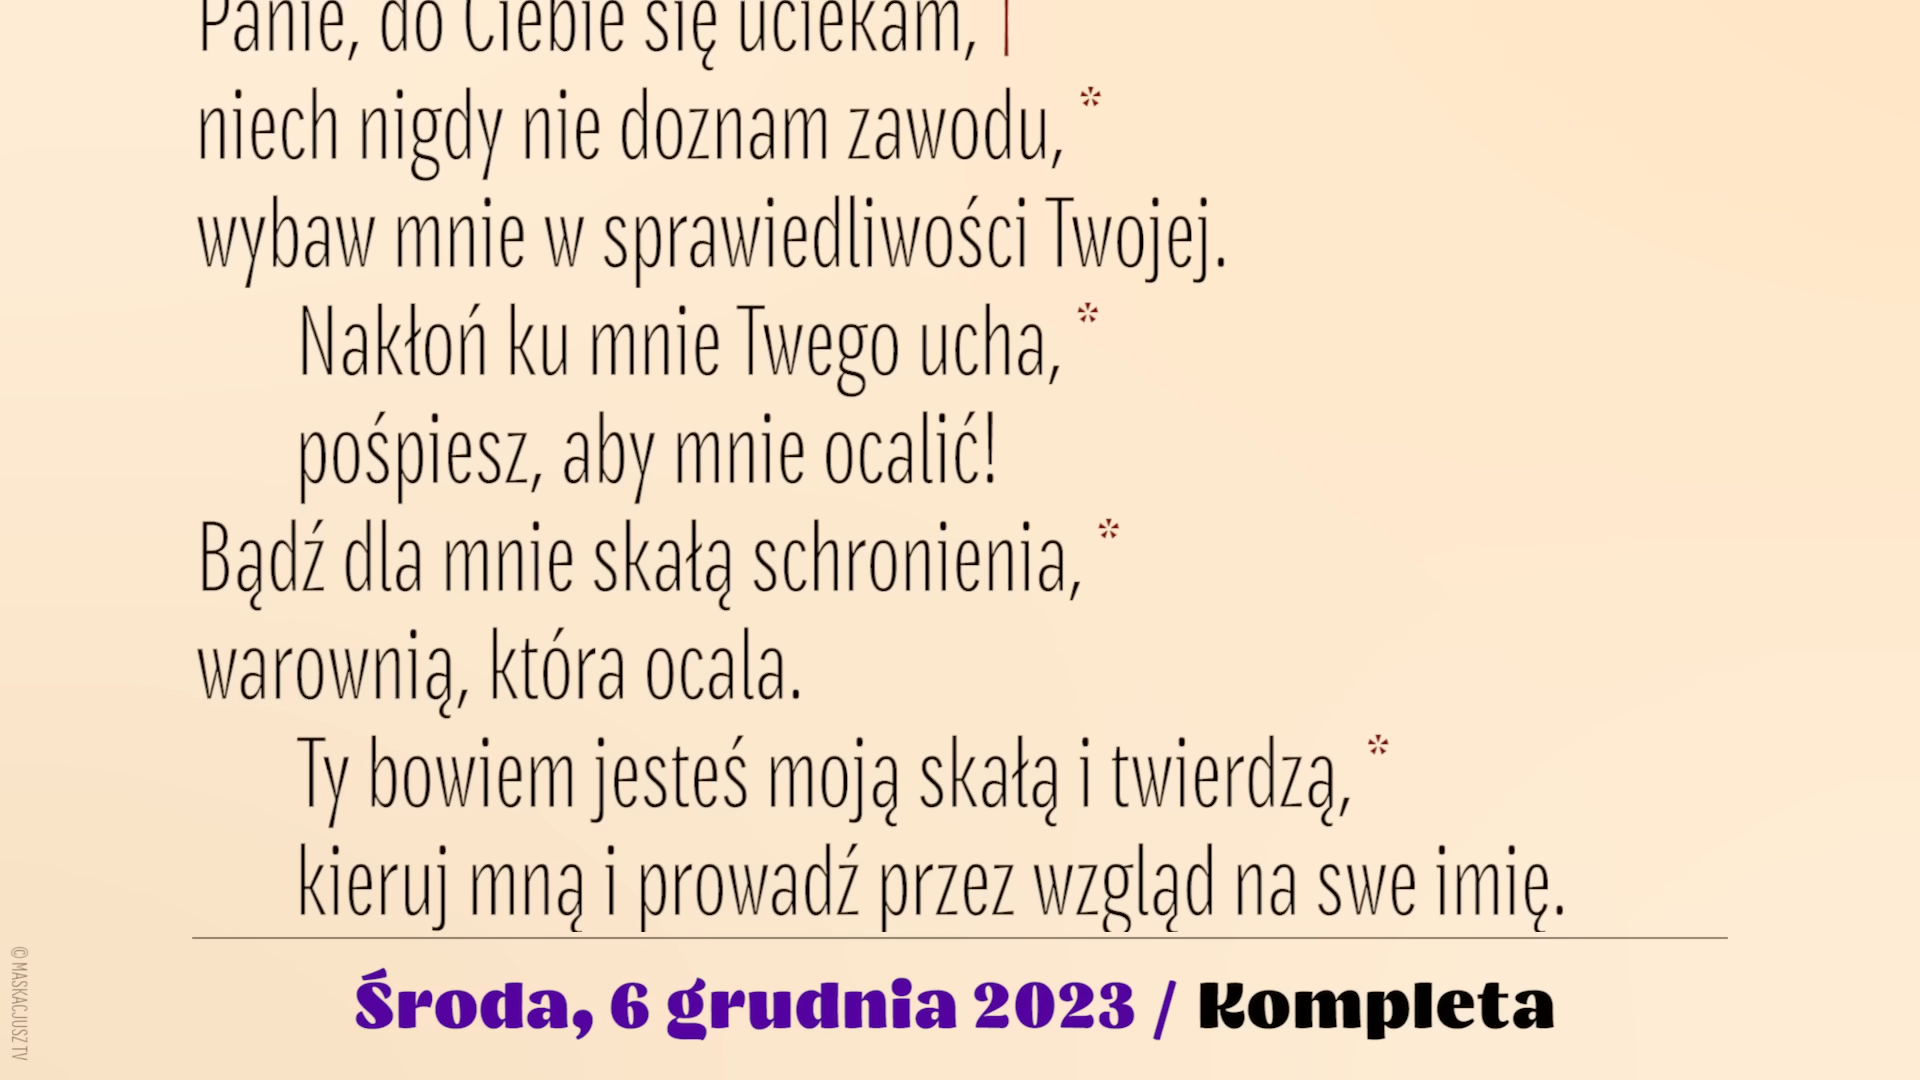 Panie, do Ciebie się uciekam, †
niech nigdy nie doznam zawodu, *
wybaw mnie w sprawiedliwości Twojej.
Nakłoń ku mnie Twego ucha, *
pośpiesz, aby mnie ocalić!
Bądź dla mnie skałą schronienia, *
warownią, która ocala.
Ty bowiem jesteś moją skałą i twierdzą, *
kieruj mną i prowadź przez wzgląd na swe imię.
Środa, 6 grudnia 2023 / Kompleta
© MASKACJUSZ TV